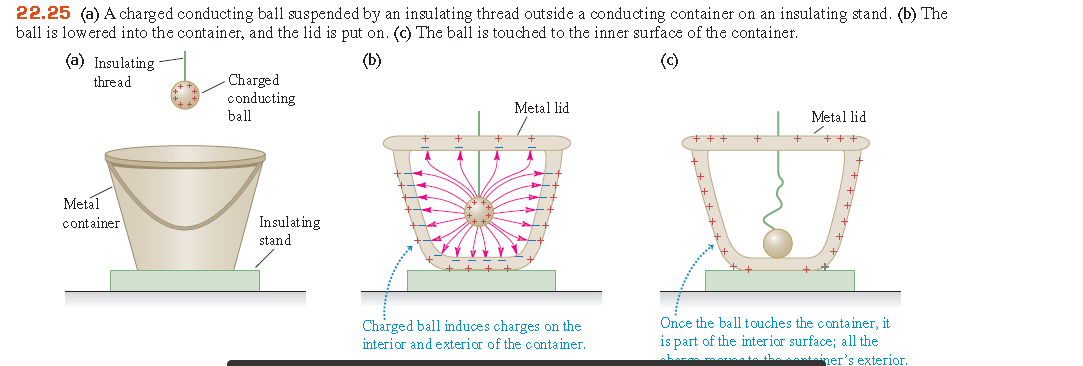 22.25 (a) A charged conducting ball suspended by an insulating thread outside a conducting container on an insulating stand. (b) The
ball is lowered into the container, and the lid is put on. (c) The ball is touched to the inner surface of the container.
(a) Insulating
thread
Charged
conducting
ball
Metal
container
Insulating
stand
(b)
Metal lid
Charged ball induces charges on the
interior and exterior of the container.
(c)
Metal lid
Once the ball touches the container, it
is part of the interior surface; all the
container's exterior.